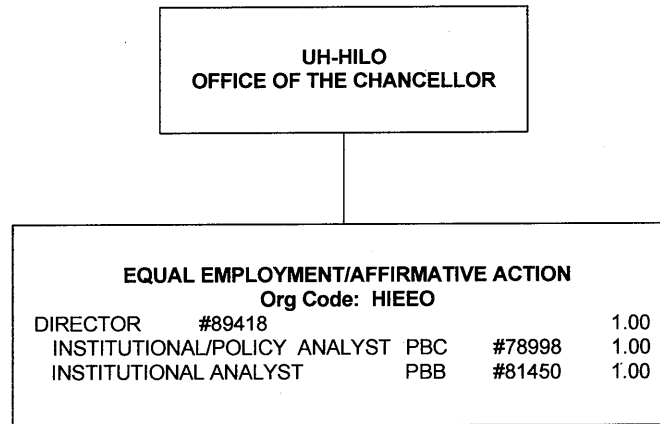 UH-HILO
OFFICE OF THE CHANCELLOR
EQUAL EMPLOYMENT/AFFIRMATIVE ACTION
Org Code: HIEEO
DIRECTOR #89418 1.00
INSTITUTIONAL/POLICY ANALYST PBC #78998 1.00
INSTITUTIONAL ANALYST PBB #81450 1.00